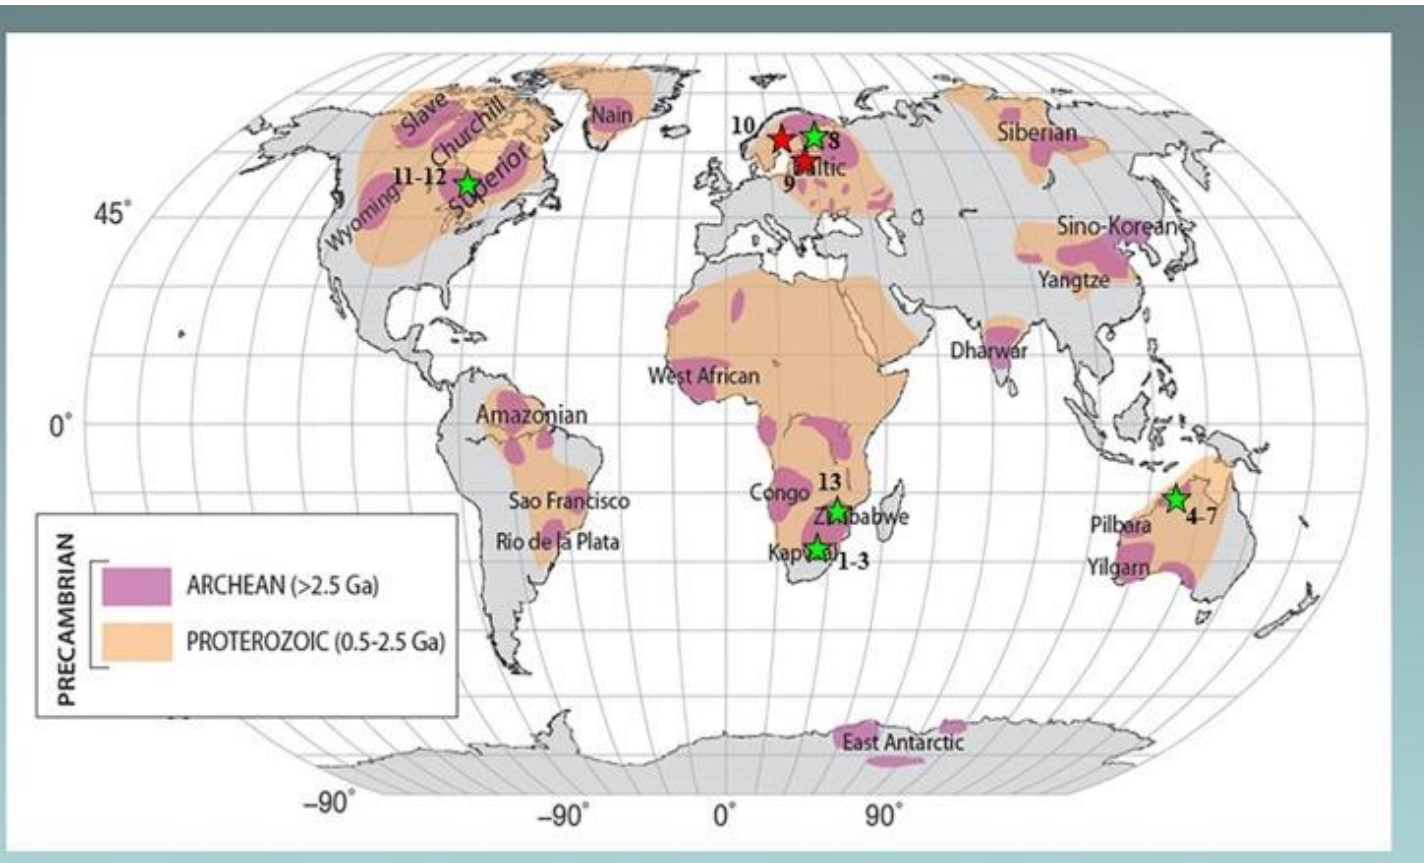 Slave
Churchill
Nain
10
8
Siberian
11-12
Superior
Baltic
9
Wyoming
45°
Sino-Korean
Yangtze
Dharwar
West African
Amazonian
0°
13
Congo
Sao Francisco
Zimbabwe
4-7
Pilbara
Rio de la Plata
Kapvaal
1-3
Yilgarn
PRECAMBRIAN
ARCHEAN (>2.5 Ga)
PROTEROZOIC (0.5-2.5 Ga)
East Antarctic
–90°
–90°
0°
90°